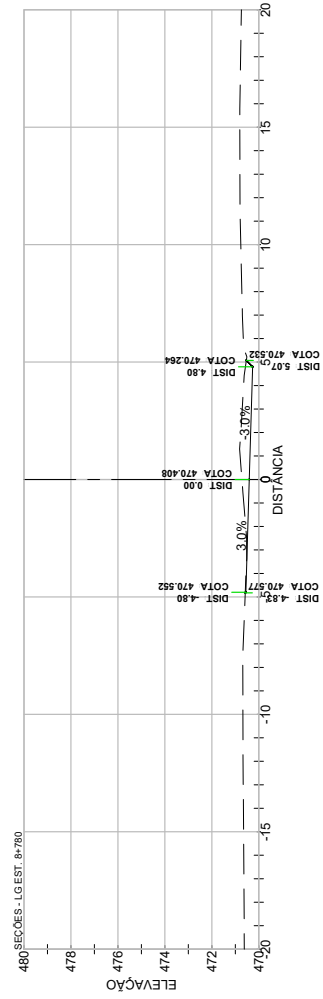 SEÇÕES - LG EST. 8+780
480
478
476
474
472
470
ELEVAÇÃO
DIST -4.80
COTA 470.552
DIST 0.00
COTA 470.408
DIST 4.80
COTA 470.264
3.0%
-3.0%
DIST -4.83
COTA 470.577
DIST 5.07
COTA 470.532
-20
-15
-10
-5
0
5
10
15
20
DISTÂNCIA